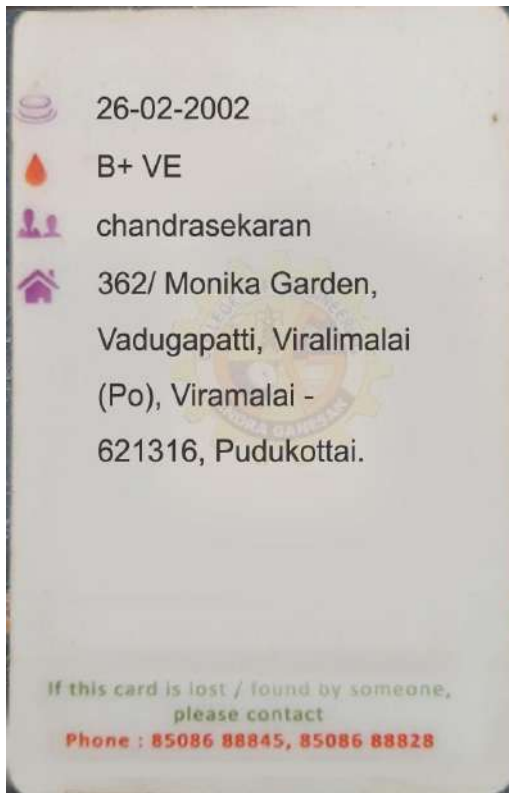 26-02-2002
B+ VE
chandrasekaran
362/ Monika Garden,
Vadugapatti, Viralimalai
(Po), Viramalai -
621316, Pudukottai.
If this card is lost / found by someone,
please contact
Phone : 85086 88845, 85086 88828